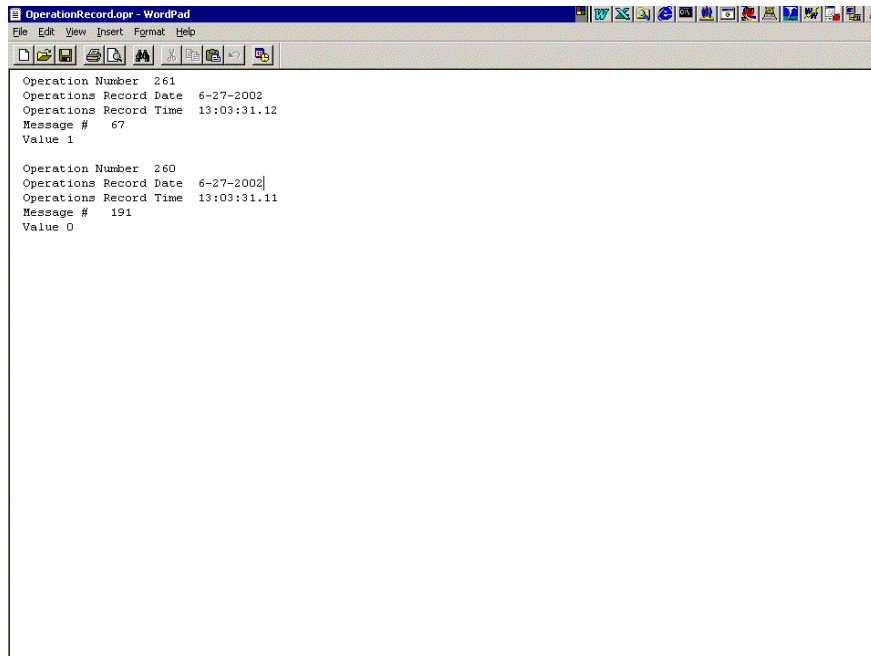 OperationRecord.opr - WordPad
File Edit View Insert Format Help
Operation Number 261
Operations Record Date 6-27-2002
Operations Record Time 13:03:31.12
Message # 67
Value 1
Operation Number 260
Operations Record Date 6-27-2002
Operations Record Time 13:03:31.11
Message # 191
Value 0